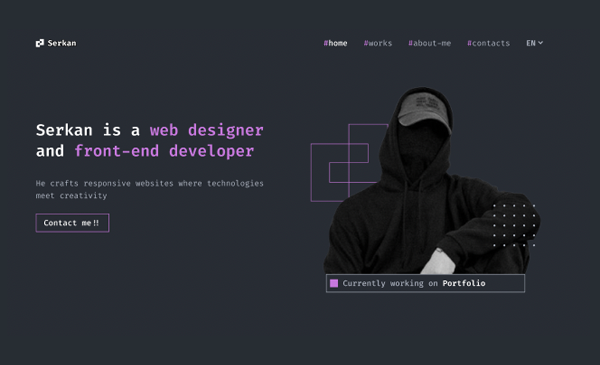 Serkan
#home #works #about-me #contacts EN
Serkan is a web designer
and front-end developer
He crafts responsive websites where technologies
meet creativity
Contact me!!
Currently working on Portfolio